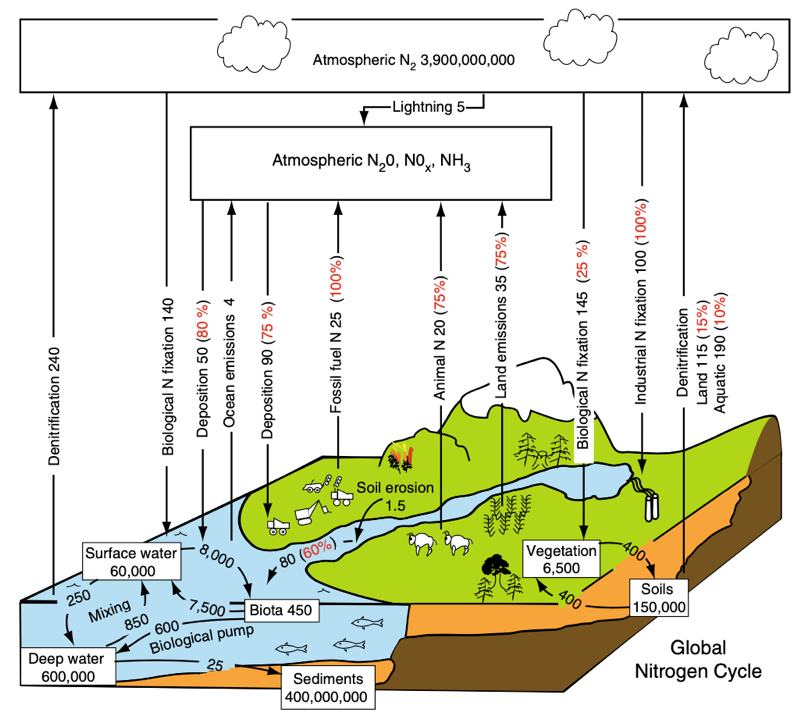 Atmospheric N₂ 3,900,000,000
Lightning 5
Atmospheric N₂0, N0ₓ, NH₃
Denitrification 240
Biological N fixation 140
Deposition 50 (80 %)
Ocean emissions 4
Deposition 90 (75 %)
Fossil fuel N 25 (100%)
Animal N 20 (75%)
Land emissions 35 (75%)
Biological N fixation 145 (25 %)
Industrial N fixation 100 (100%)
Denitrification
Land 115 (15%)
Aquatic 190 (10%)
Soil erosion
1.5
80 (60%)
Surface water
60,000
8,000
Vegetation
6,500
400
400
Soils
150,000
250
Mixing
850
7,500
Biota 450
600
Biological pump
Deep water
600,000
25
Sediments
400,000,000
Global
Nitrogen Cycle